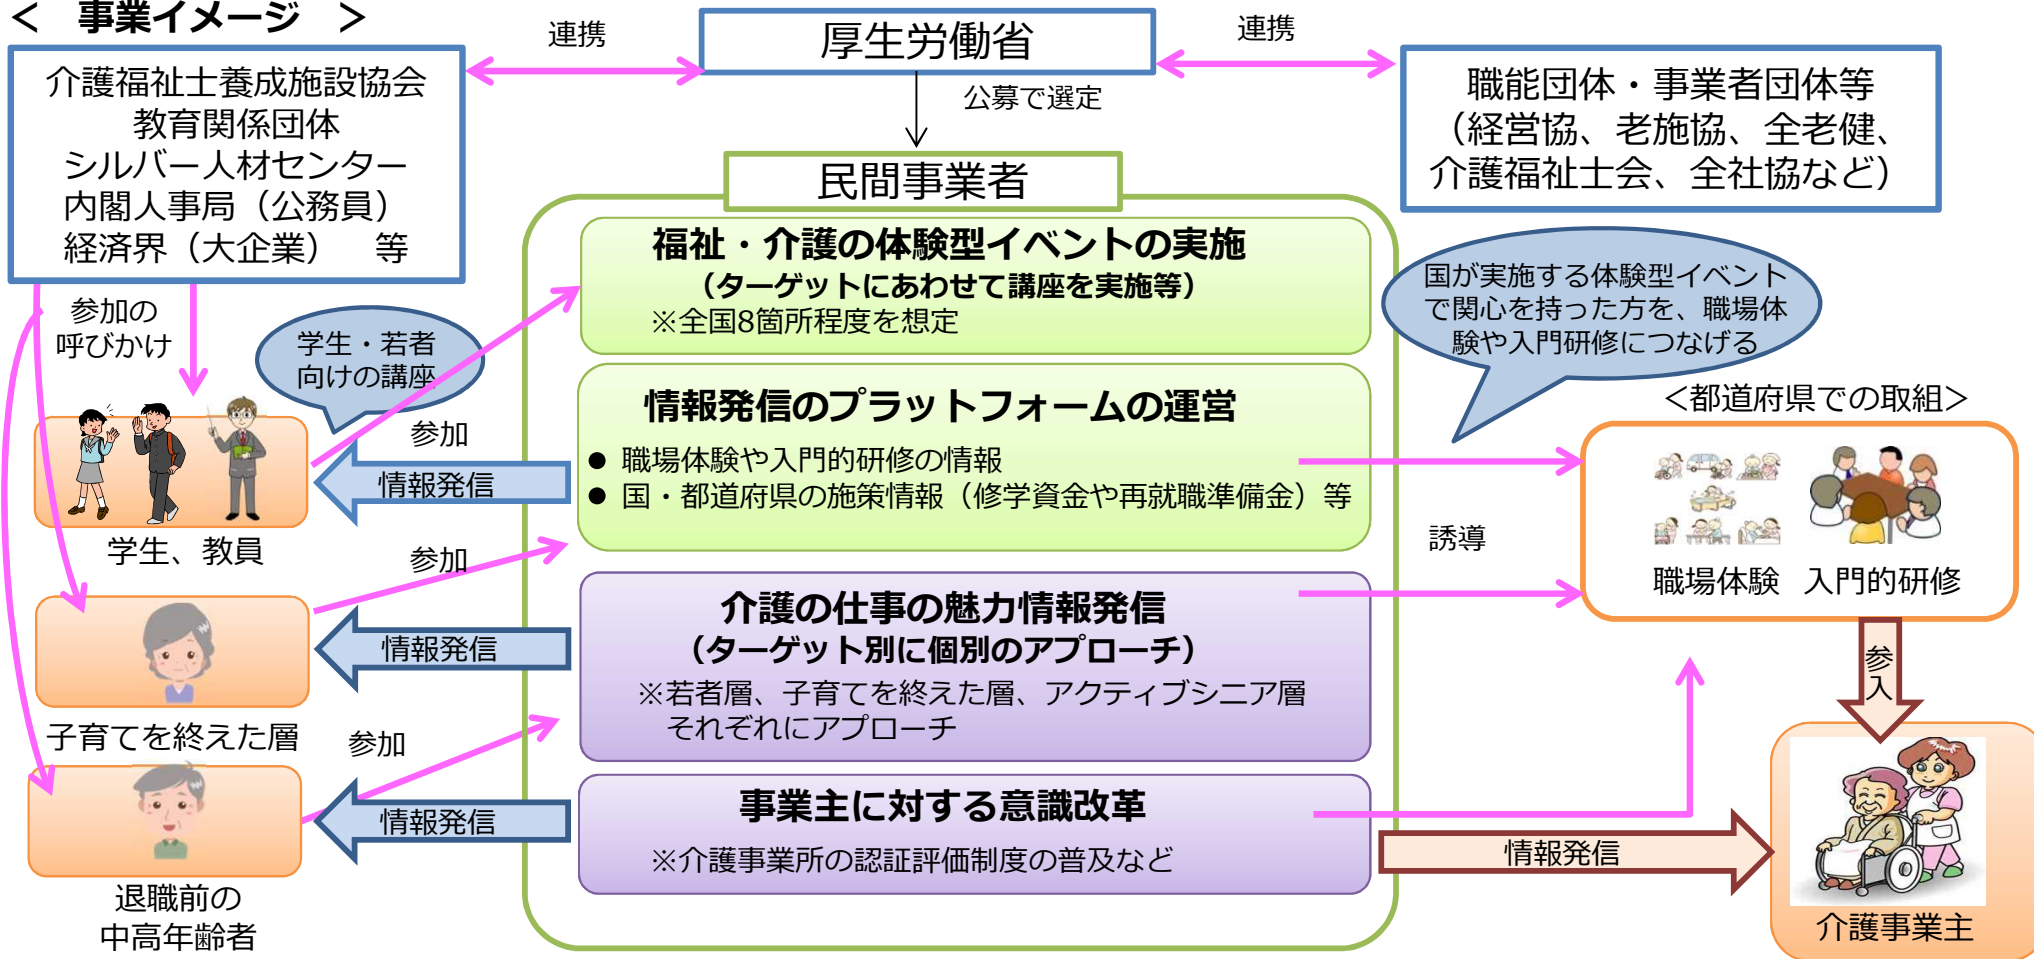 ＜　事業イメージ　＞
介護福祉士養成施設協会
教育関係団体
シルバー人材センター
内閣人事局（公務員）
経済界（大企業）　等
連携
厚生労働省
連携
公募で選定
職能団体・事業者団体等
（経営協、老施協、全老健、
介護福祉士会、全社協など）
民間事業者
福祉・介護の体験型イベントの実施
（ターゲットにあわせて講座を実施等）
※全国8箇所程度を想定
情報発信のプラットフォームの運営
● 職場体験や入門的研修の情報
● 国・都道府県の施策情報（修学資金や再就職準備金）等
介護の仕事の魅力情報発信
（ターゲット別に個別のアプローチ）
※若者層、子育てを終えた層、アクティブシニア層
それぞれにアプローチ
事業主に対する意識改革
※介護事業所の認証評価制度の普及など
参加の
呼びかけ
学生・若者
向けの講座
参加
情報発信
学生、教員
参加
情報発信
子育てを終えた層
参加
情報発信
退職前の
中高年齢者
国が実施する体験型イベント
で関心を持った方を、職場体
験や入門研修につなげる
＜都道府県での取組＞
誘導
職場体験　入門的研修
参入
情報発信
介護事業主